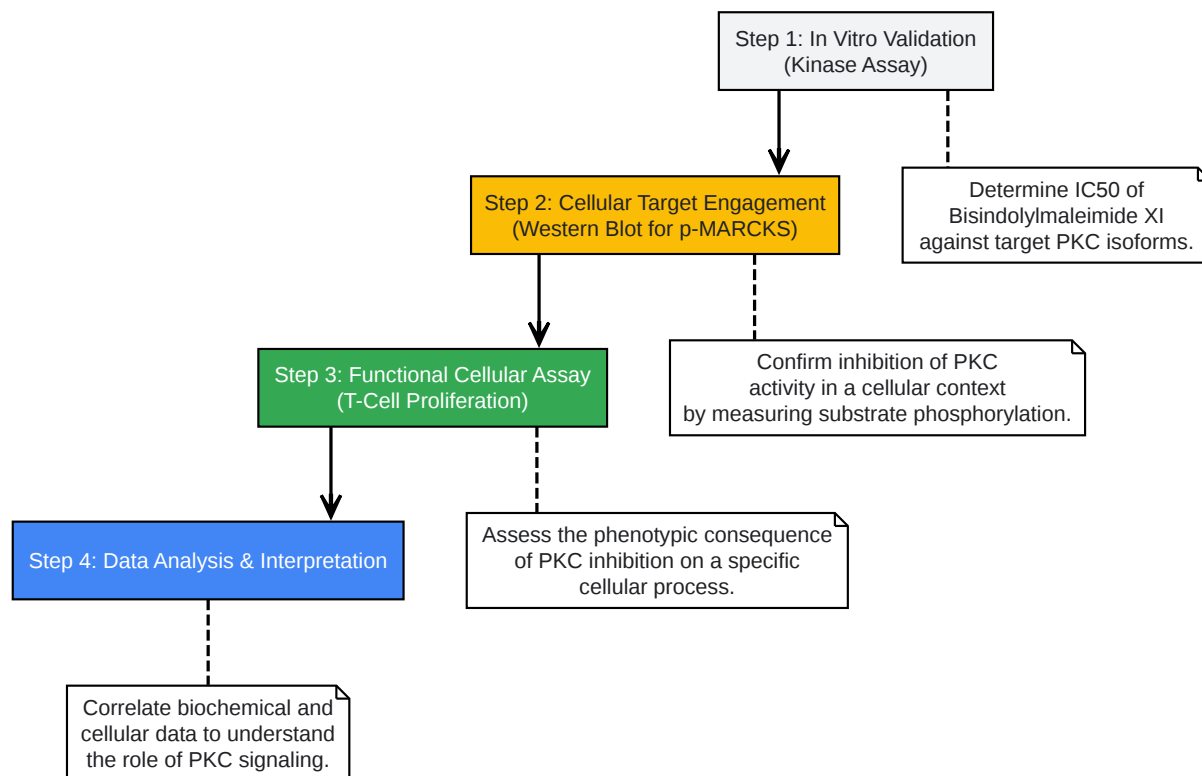 Step 1: In Vitro Validation
(Kinase Assay)
Determine IC50 of
Bisindolylmaleimide XI
against target PKC isoforms.
Step 2: Cellular Target Engagement
(Western Blot for p-MARCKS)
Confirm inhibition of PKC
activity in a cellular context
by measuring substrate phosphorylation.
Step 3: Functional Cellular Assay
(T-Cell Proliferation)
Assess the phenotypic consequence
of PKC inhibition on a specific
cellular process.
Step 4: Data Analysis & Interpretation
Correlate biochemical and
cellular data to understand
the role of PKC signaling.